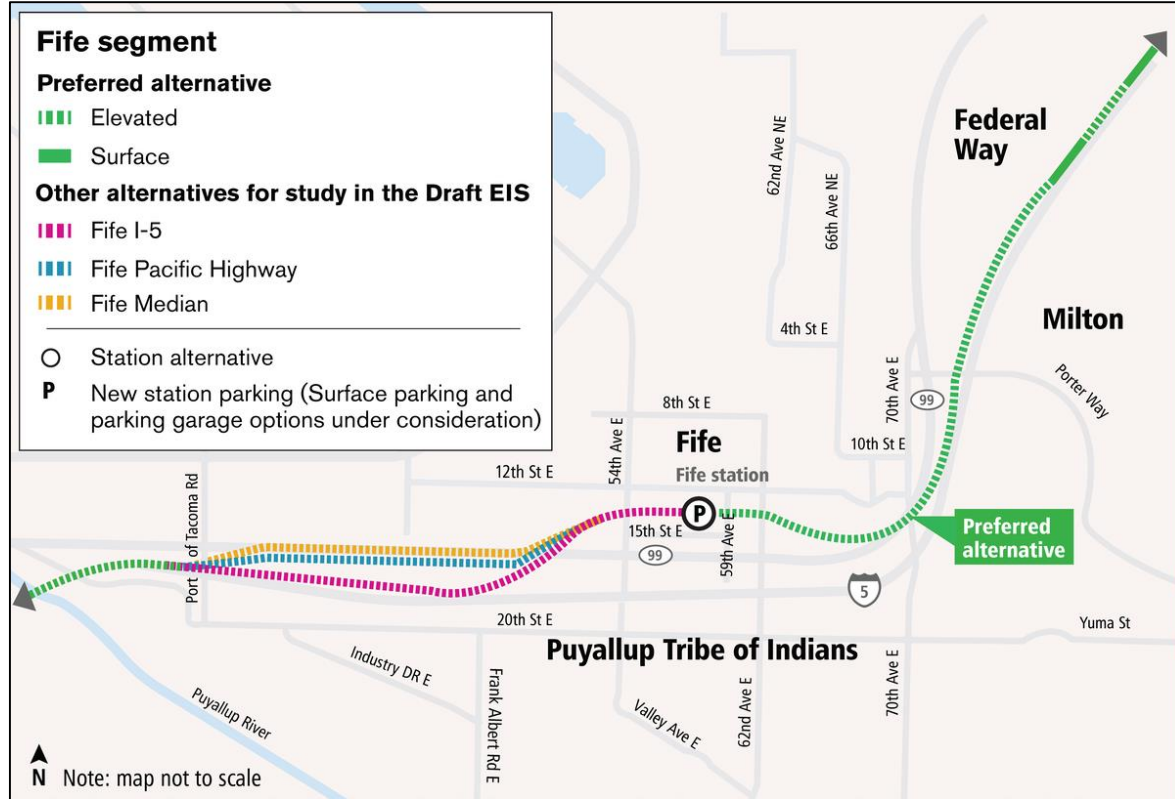 Fife segment
Preferred alternative
Elevated
Surface
Other alternatives for study in the Draft EIS
Fife I-5
Fife Pacific Highway
Fife Median
Station alternative
P New station parking (Surface parking and
parking garage options under consideration)
Federal
Way
62nd Ave NE
66th Ave NE
Milton
4th St E
Porter Way
70th Ave E
99
8th St E
54th Ave E
Fife
10th St E
12th St E
Fife station
P
Port of Tacoma Rd
15th St E
59th Ave E
99
Preferred
alternative
5
20th St E
Yuma St
Puyallup Tribe of Indians
Industry DR E
Frank Albert Rd E
Valley Ave E
62nd Ave E
70th Ave E
Puyallup River
N Note: map not to scale